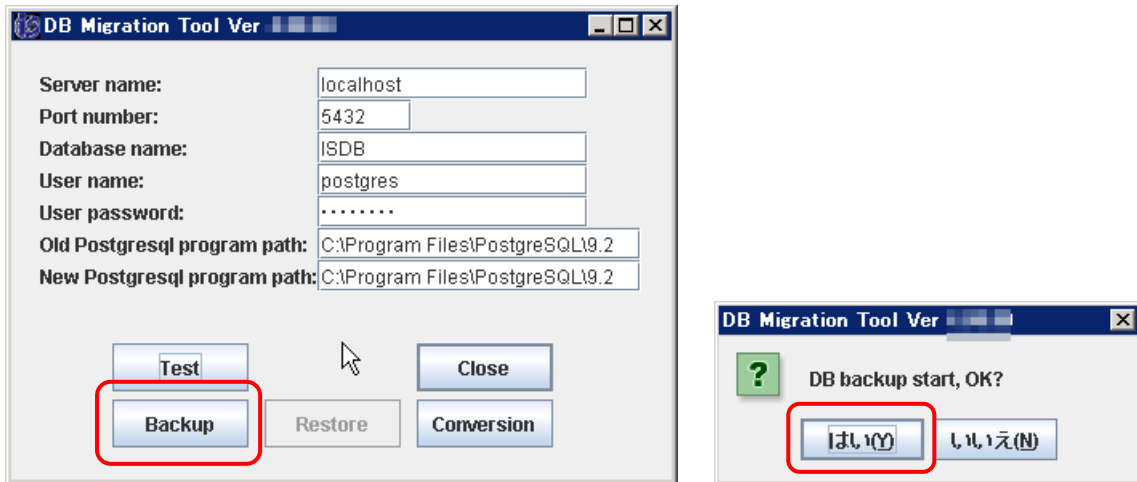 DB Migration Tool Ver
Server name: localhost
Port number: 5432
Database name: ISDB
User name: postgres
User password: ········
Old Postgresql program path: C:\Program Files\PostgreSQL\9.2
New Postgresql program path: C:\Program Files\PostgreSQL\9.2
Test Close
Backup Restore Conversion
DB Migration Tool Ver
? DB backup start, OK?
はい(Y) いいえ(N)